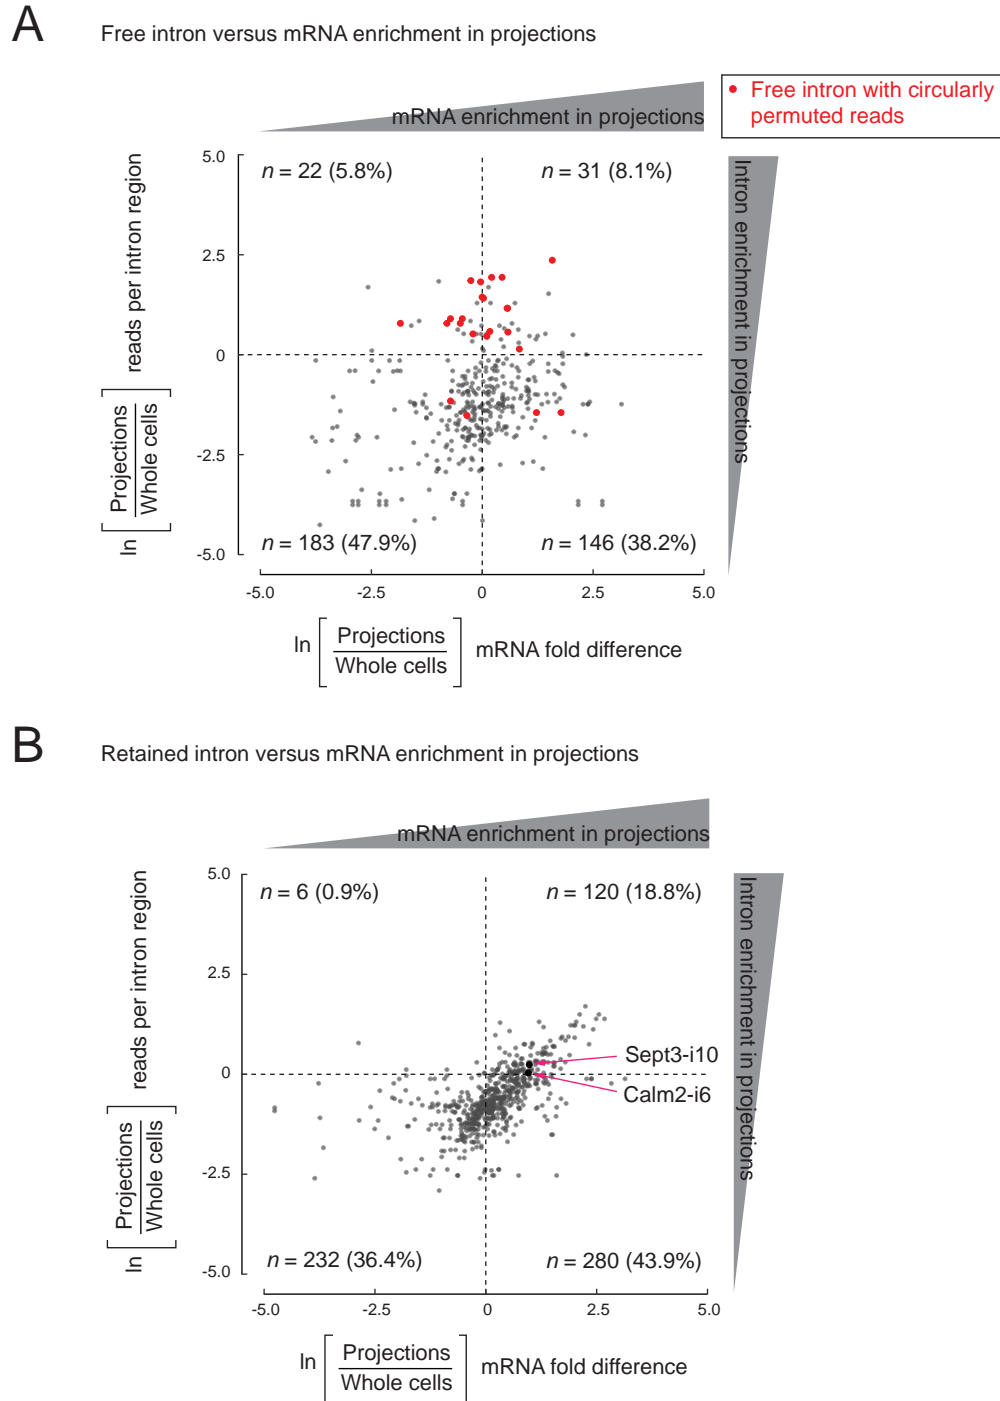 A
Free intron versus mRNA enrichment in projections
mRNA enrichment in projections
Free intron with circularly
permuted reads
n = 22 (5.8%)
n = 31 (8.1%)
n = 183 (47.9%)
n = 146 (38.2%)
5.0
2.5
0
-2.5
-5.0
-5.0
-2.5
0
2.5
5.0
ln [Projections
Whole cells] reads per intron region
Intron enrichment in projections
ln [Projections
Whole cells] mRNA fold difference
B
Retained intron versus mRNA enrichment in projections
mRNA enrichment in projections
n = 6 (0.9%)
n = 120 (18.8%)
Sept3-i10
Calm2-i6
n = 232 (36.4%)
n = 280 (43.9%)
5.0
2.5
0
-2.5
-5.0
-5.0
-2.5
0
2.5
5.0
ln [Projections
Whole cells] reads per intron region
Intron enrichment in projections
ln [Projections
Whole cells] mRNA fold difference